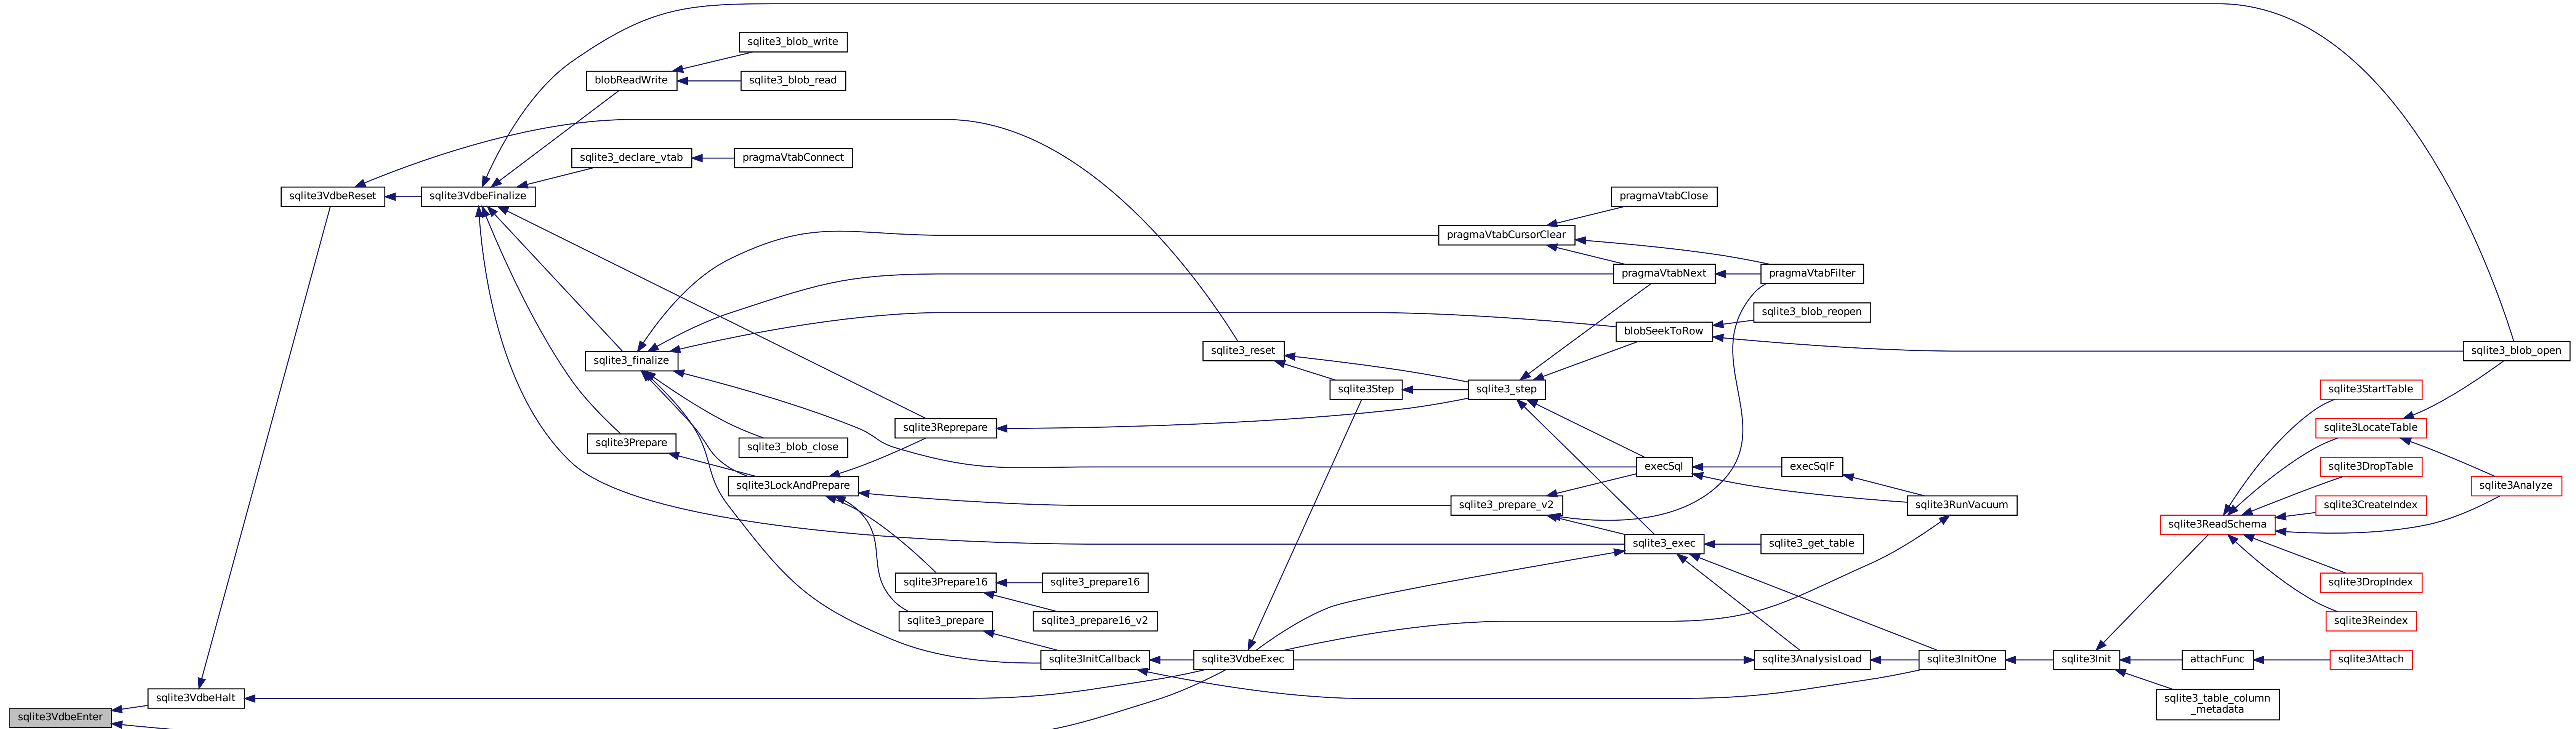 sqlite3_blob_write
blobReadWrite
sqlite3_blob_read
sqlite3_declare_vtab
pragmaVtabConnect
sqlite3VdbeReset
sqlite3VdbeFinalize
pragmaVtabClose
pragmaVtabCursorClear
pragmaVtabNext
pragmaVtabFilter
sqlite3_blob_reopen
blobSeekToRow
sqlite3_reset
sqlite3_blob_open
sqlite3_finalize
sqlite3Step
sqlite3_step
sqlite3StartTable
sqlite3Reprepare
sqlite3LocateTable
sqlite3Prepare
sqlite3_blob_close
execSql
execSqlF
sqlite3DropTable
sqlite3LockAndPrepare
sqlite3Analyze
sqlite3_prepare_v2
sqlite3RunVacuum
sqlite3CreateIndex
sqlite3ReadSchema
sqlite3_exec
sqlite3_get_table
sqlite3Prepare16
sqlite3_prepare16
sqlite3DropIndex
sqlite3_prepare
sqlite3_prepare16_v2
sqlite3Reindex
sqlite3InitCallback
sqlite3VdbeExec
sqlite3AnalysisLoad
sqlite3InitOne
sqlite3Init
attachFunc
sqlite3Attach
sqlite3VdbeHalt
sqlite3_table_column
_metadata
sqlite3VdbeEnter